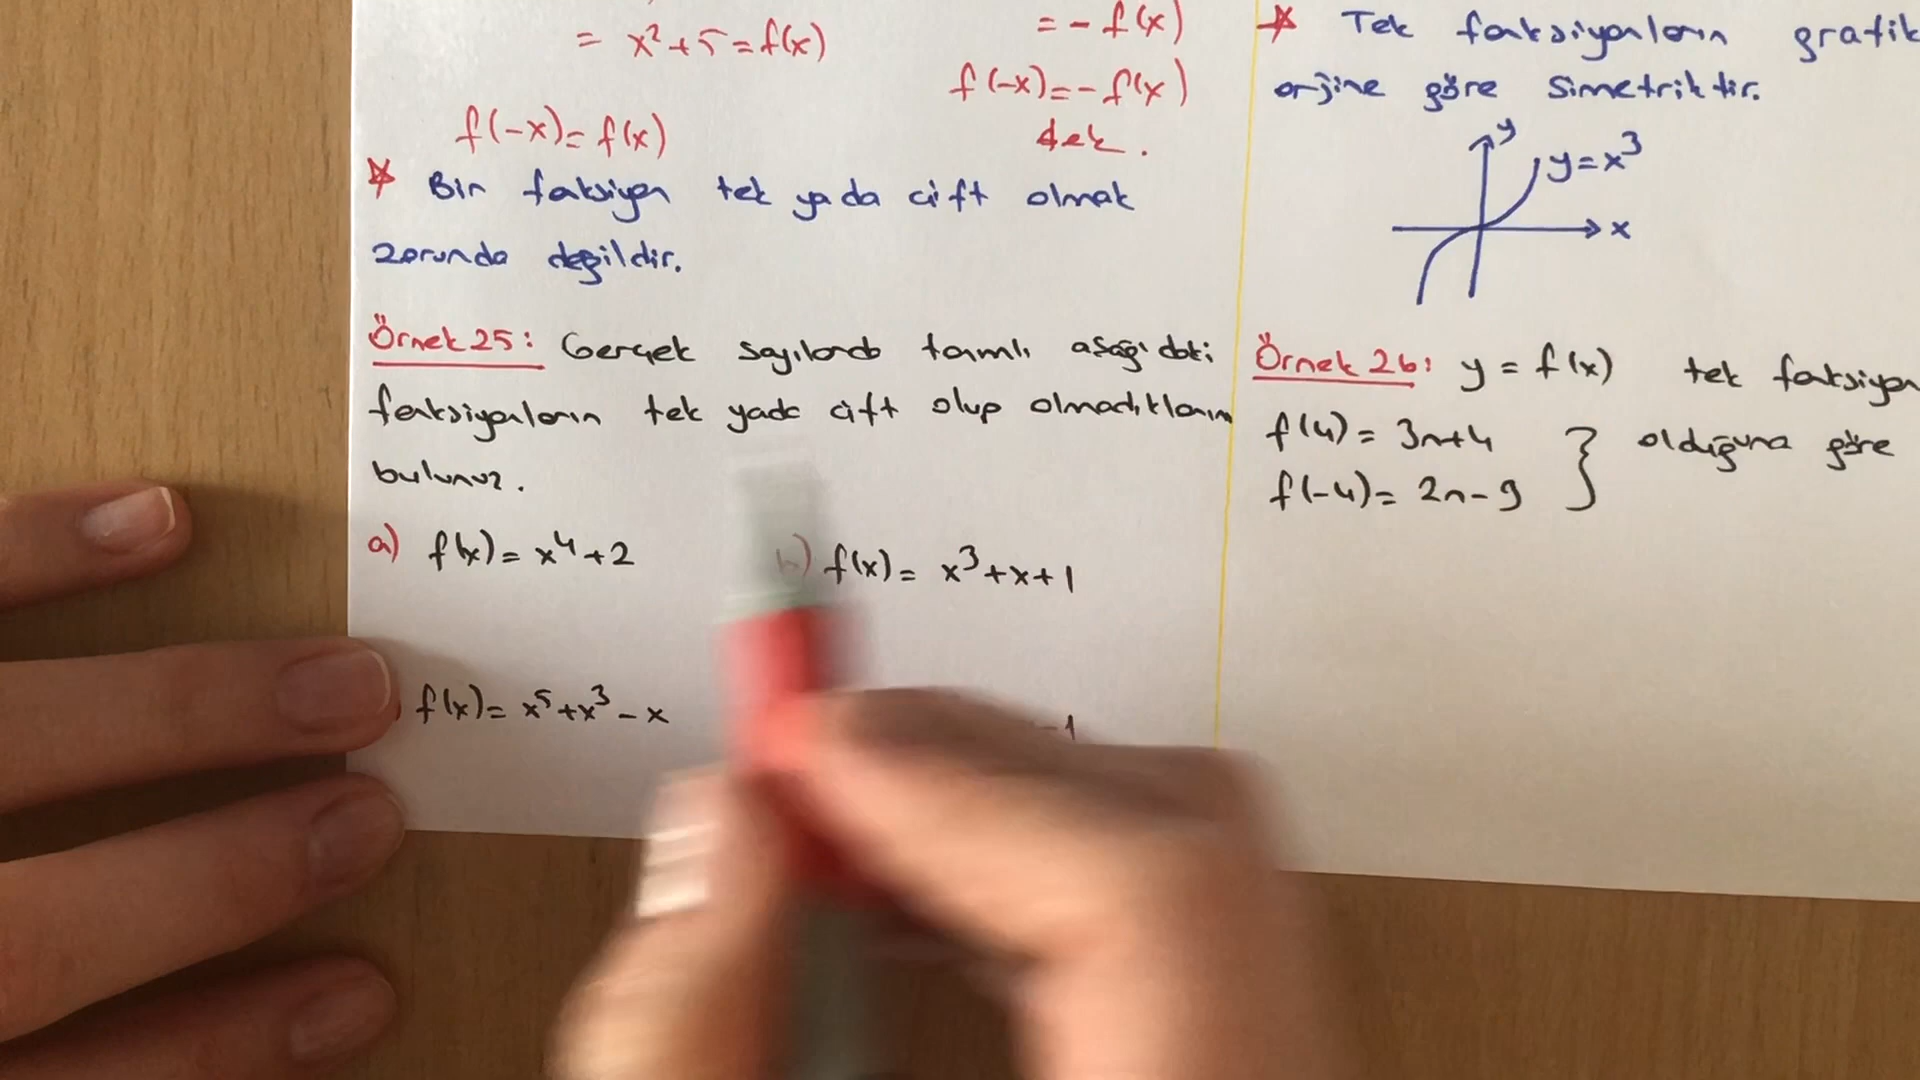 = x²+5=f(x)
f(-x)=f(x)
= - f(x)
f(-x)=-f(x)
tek.
* Bir fonksiyon tek ya da çift olmak
zorunda değildir.
Örnek 25: Gerçek sayılarda tanımlı aşağıdaki
fonksiyonların tek yada çift olup olmadıklarını
bulunuz.
a) f(x)= x⁴+2
b) f(x)= x³+x+1
f(x)= x⁵+x³-x
-1
* Tek fonksiyonların grafik
orjine göre Simetriktir.
y
y=x³
x
Örnek 26: y = f(x) tek fonksiyon
f(4)= 3n+4
f(-4)= 2n-9 } olduğuna göre